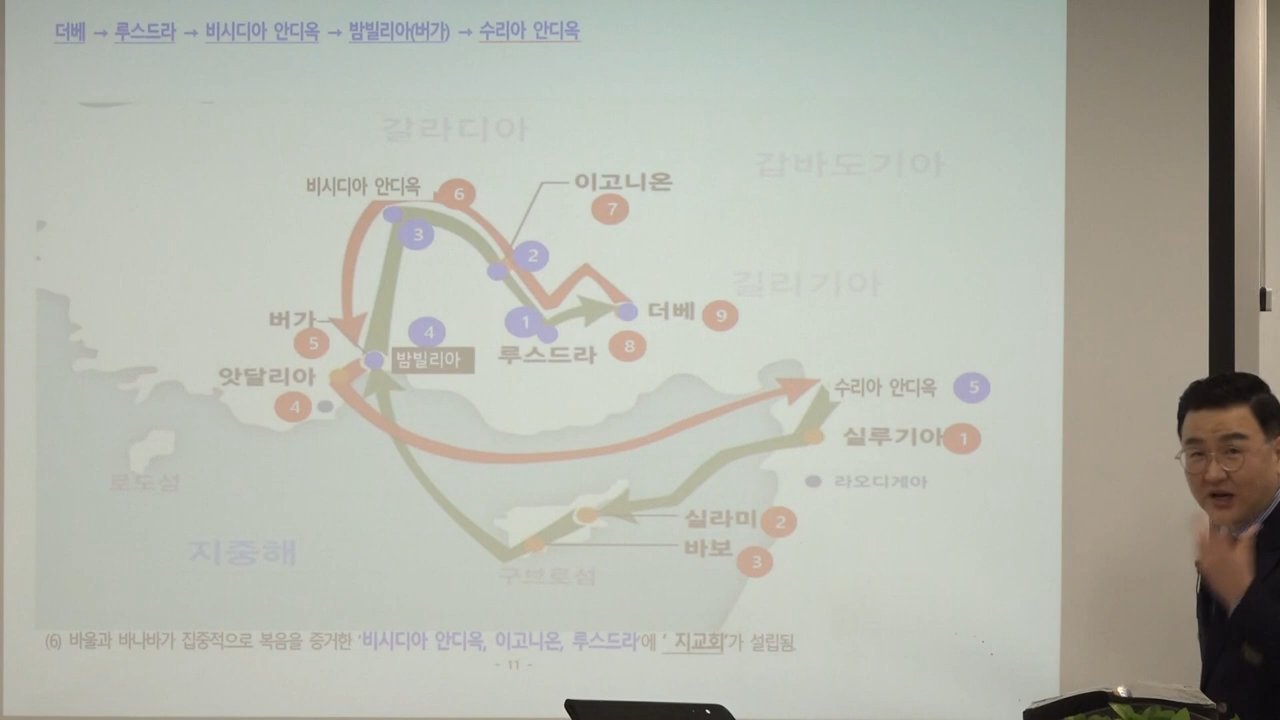 더베 → 루스드라 → 비시디아 안디옥 → 밤빌리아(버가) → 수리아 안디옥
갈라디아
갑바도기아
비시디아 안디옥
6
이고니온
7
3
2
길리기아
버가
5
4
밤빌리아
1
루스드라
8
더베
9
앗달리아
4
수리아 안디옥
5
실루기아
1
로도섬
라오디게아
실라미
2
바보
3
지중해
구브로섬
(6) 바울과 바나바가 집중적으로 복음을 증거한 '비시디아 안디옥, 이고니온, 루스드라'에 ' 지교회'가 설립됨
- 11 -